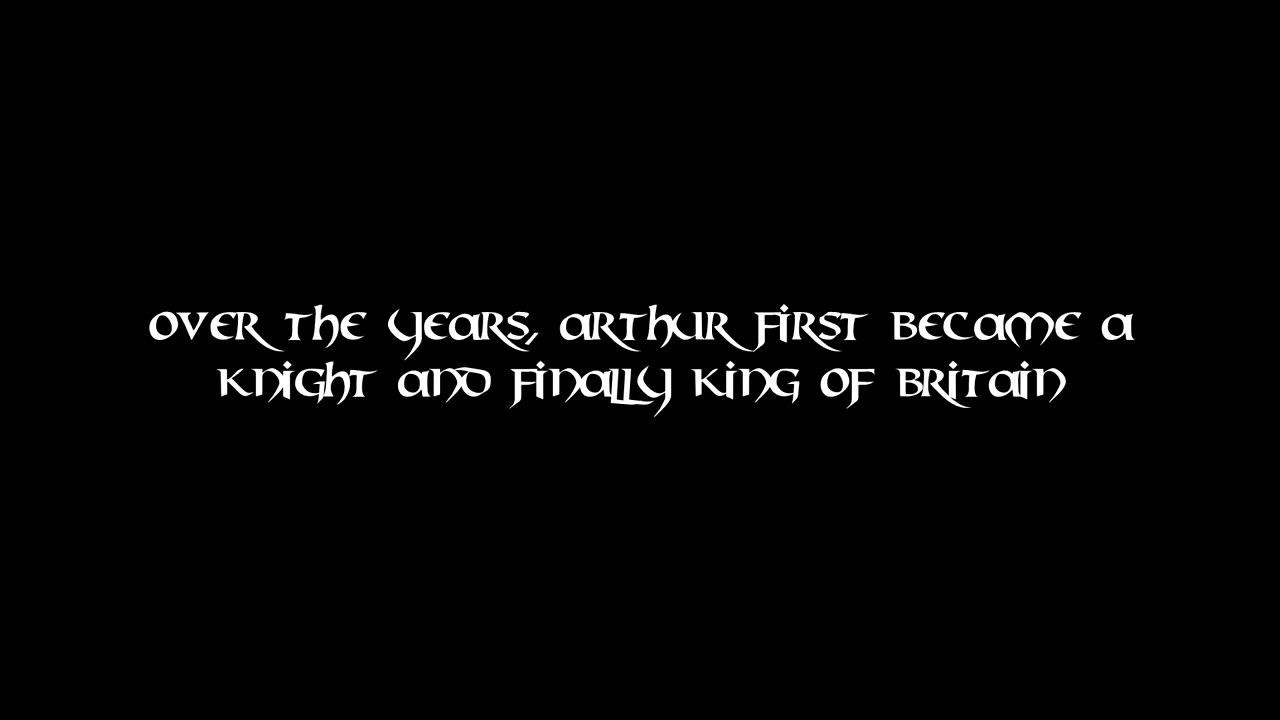 Over the years, Arthur first became a
knight and finally king of Britain